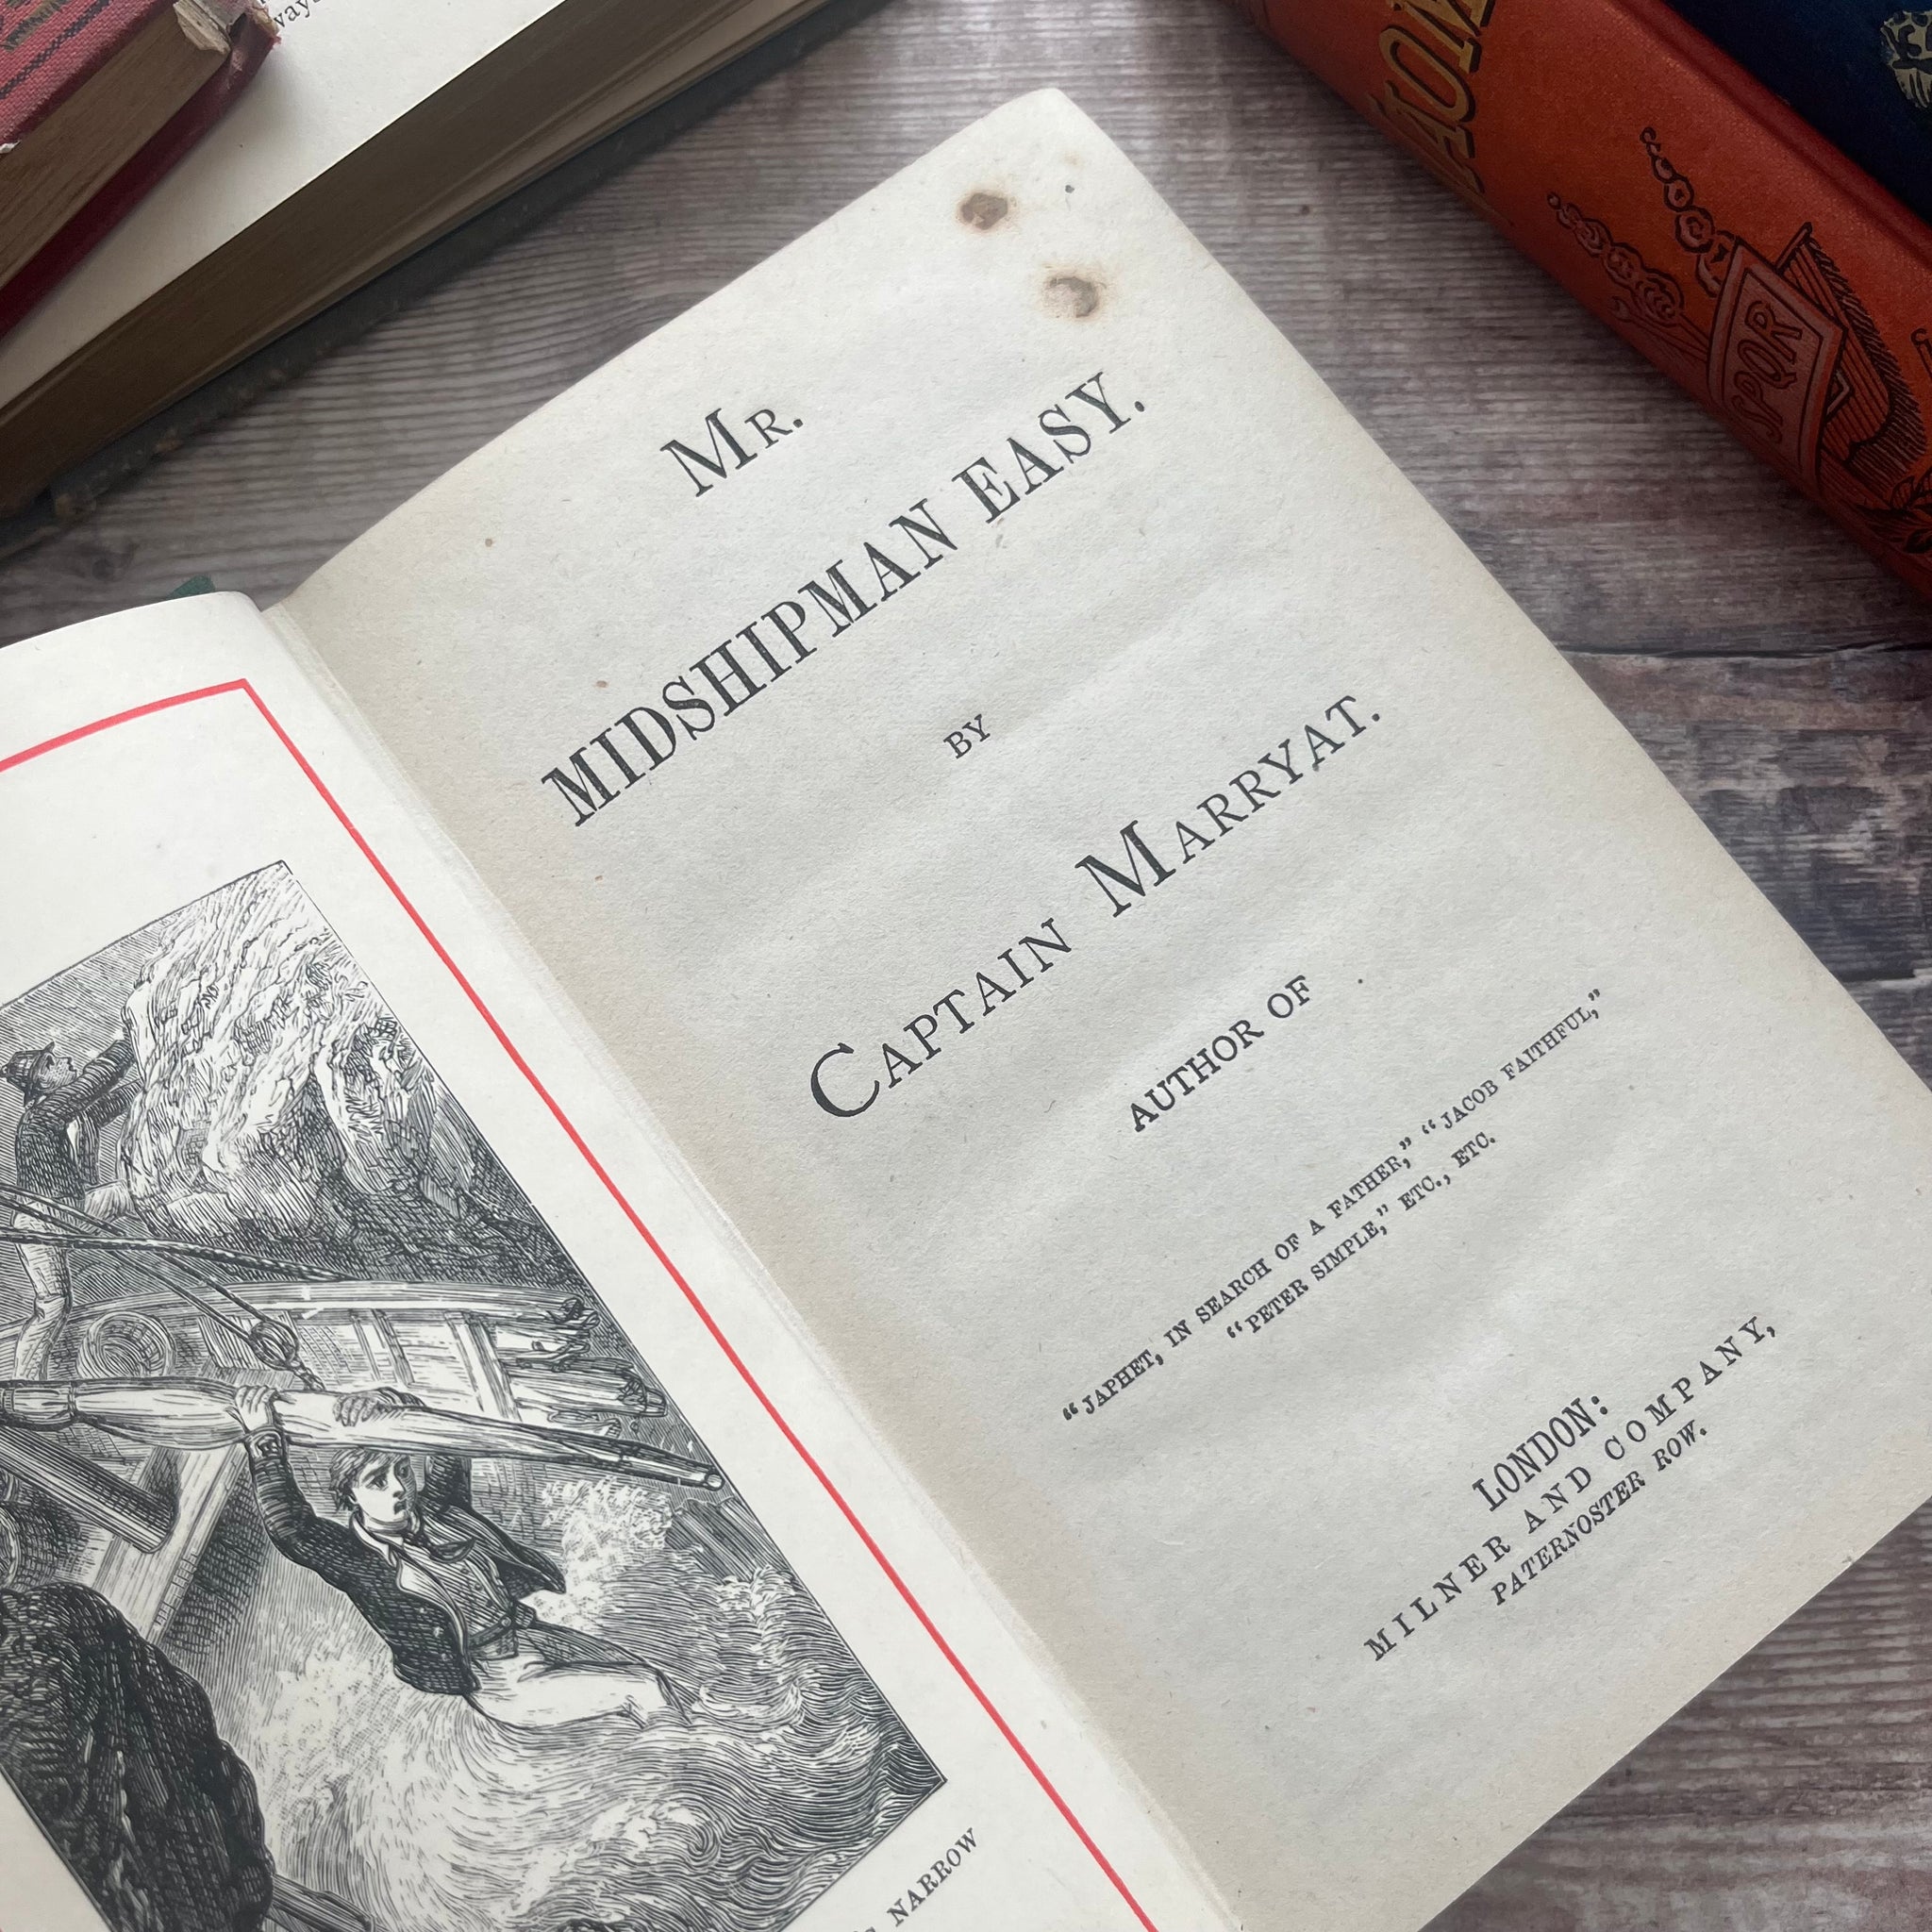 MR.
MIDSHIPMAN EASY.
BY
CAPTAIN MARRYAT.
AUTHOR OF
“JAPHET, IN SEARCH OF A FATHER,” “JACOB FAITHFUL,”
“PETER SIMPLE,” ETC., ETC.
LONDON:
MILNER AND COMPANY,
PATERNOSTER ROW.
NARROW
SPOR